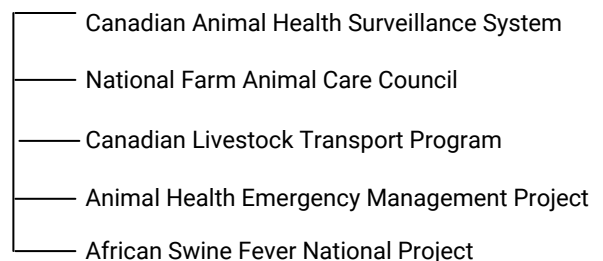 Canadian Animal Health Surveillance System
National Farm Animal Care Council
Canadian Livestock Transport Program
Animal Health Emergency Management Project
African Swine Fever National Project